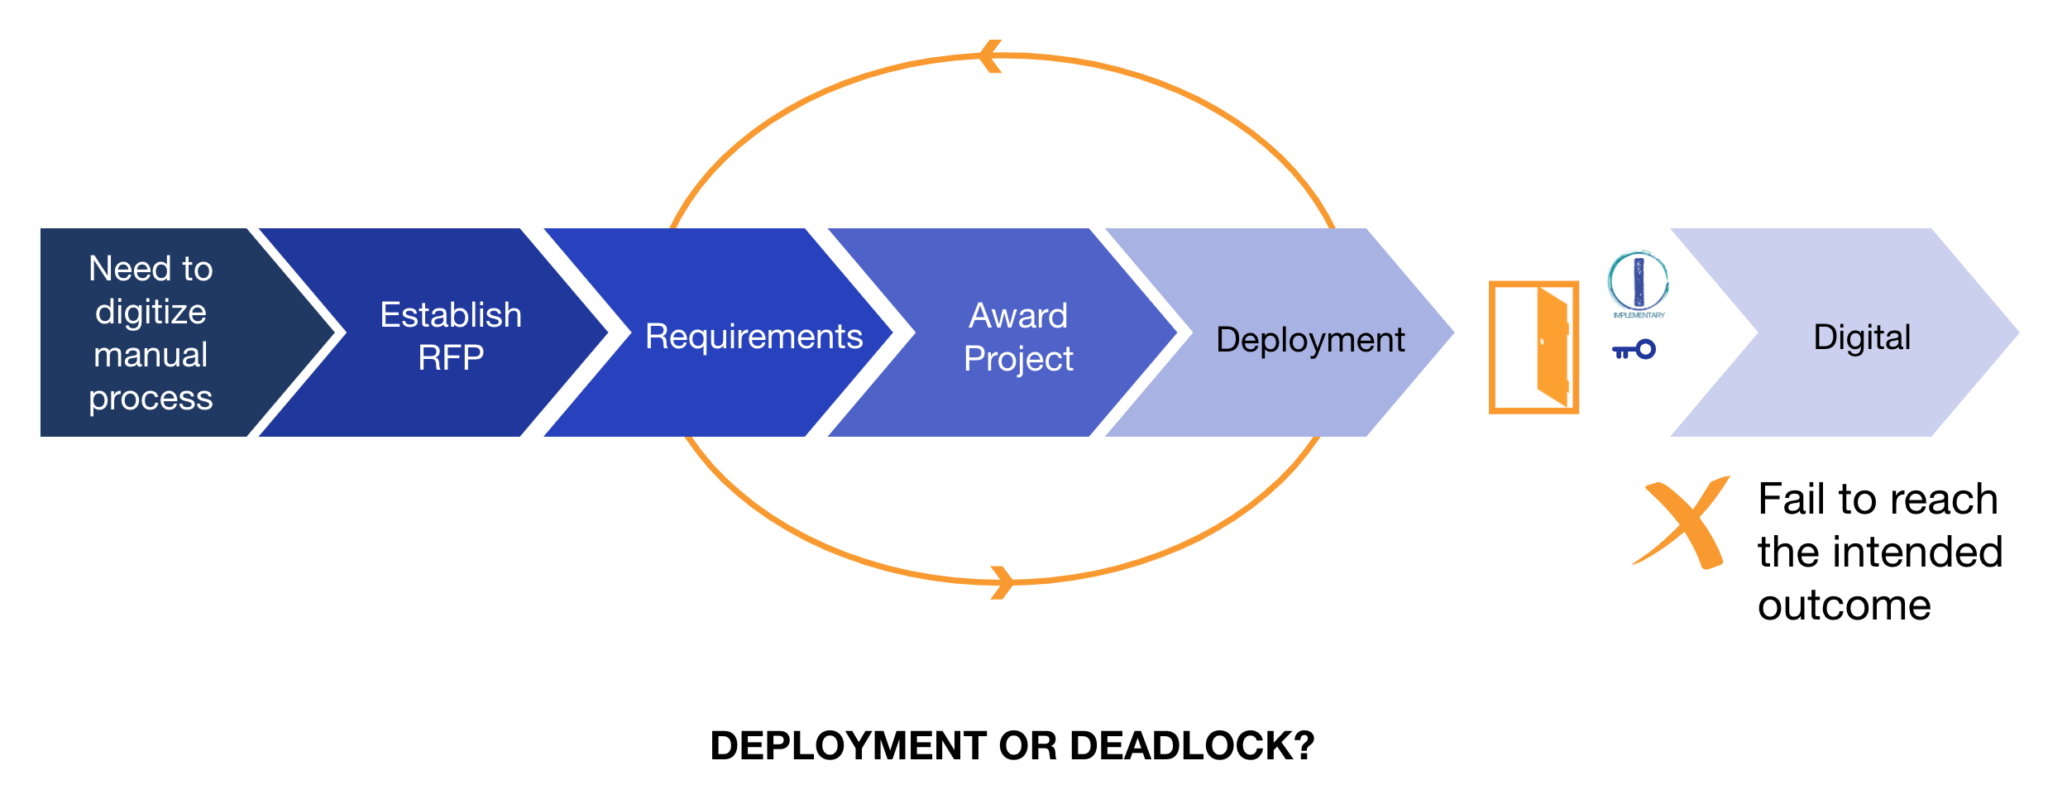 Need to
digitize
manual
process
Establish
RFP
Requirements
Award
Project
Deployment
IMPLEMENTARY
Digital
Fail to reach
the intended
outcome
DEPLOYMENT OR DEADLOCK?